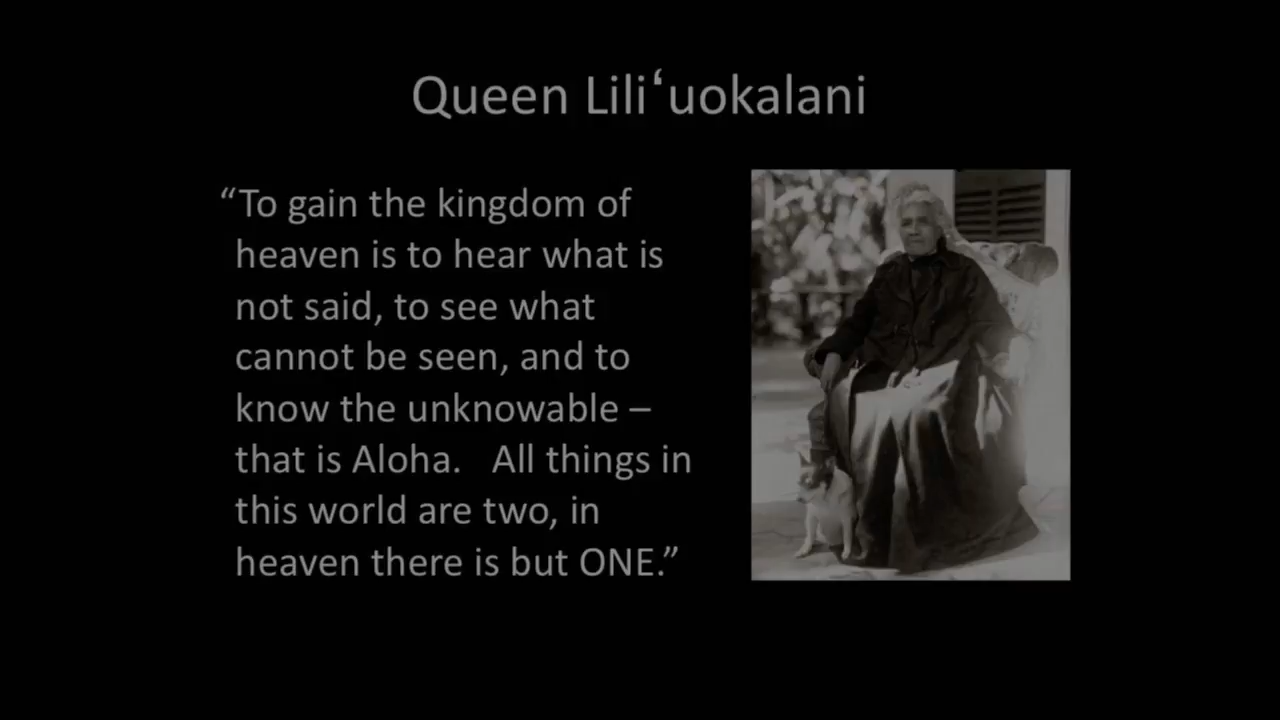 Queen Liliʻuokalani
“To gain the kingdom of
heaven is to hear what is
not said, to see what
cannot be seen, and to
know the unknowable –
that is Aloha.   All things in
this world are two, in
heaven there is but ONE.”